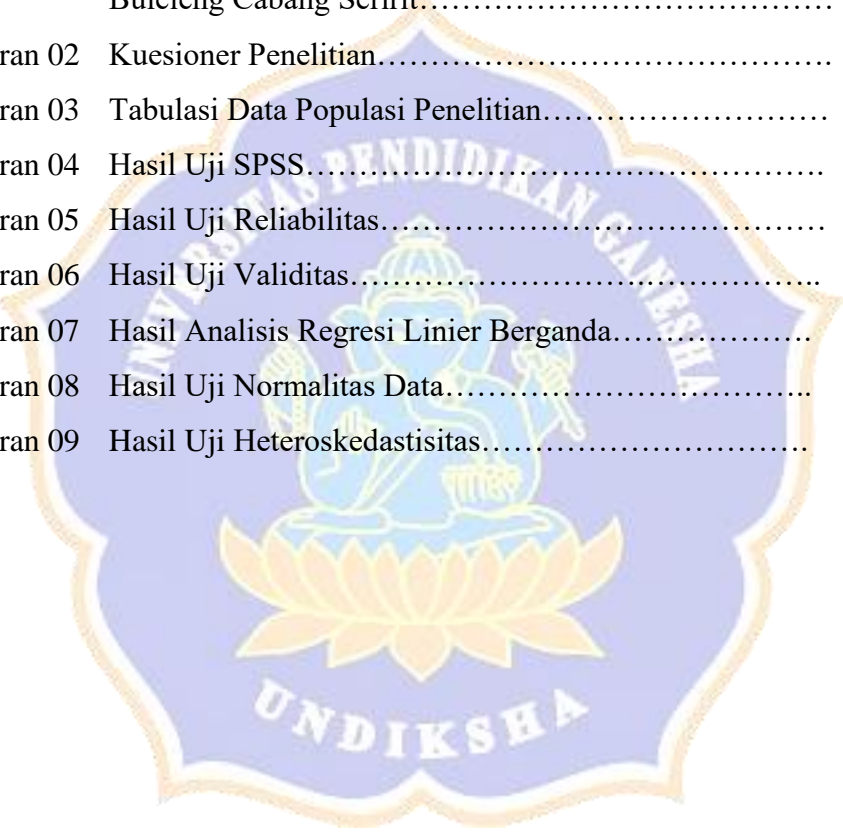 Buleleng Cabang Seririt……………………………………
ran 02 Kuesioner Penelitian…………………………………………….
ran 03 Tabulasi Data Populasi Penelitian……………………………
ran 04 Hasil Uji SPSS…………………………………………………….
ran 05 Hasil Uji Reliabilitas……………………………………………
ran 06 Hasil Uji Validitas…………………………….………………..
ran 07 Hasil Analisis Regresi Linier Berganda………………….
ran 08 Hasil Uji Normalitas Data……………………………………..
ran 09 Hasil Uji Heteroskedastisitas……………………………….
UNIVERSITAS PENDIDIKAN GANESHA
UNDIKSHA